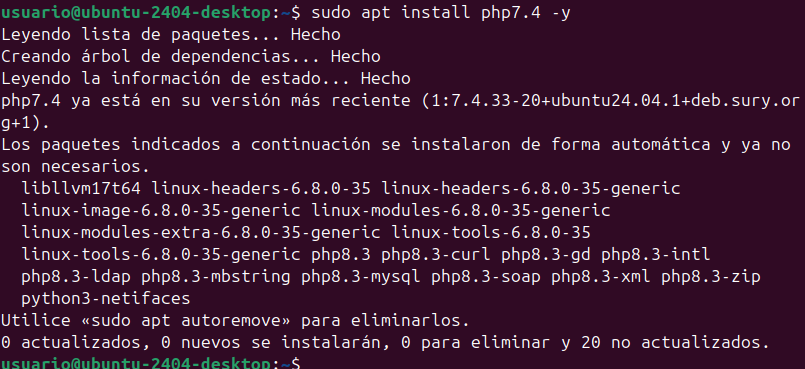 usuario@ubuntu-2404-desktop:~$ sudo apt install php7.4 -y
Leyendo lista de paquetes... Hecho
Creando árbol de dependencias... Hecho
Leyendo la información de estado... Hecho
php7.4 ya está en su versión más reciente (1:7.4.33-20+ubuntu24.04.1+deb.sury.or
g+1).
Los paquetes indicados a continuación se instalaron de forma automática y ya no
son necesarios.
  libllvm17t64 linux-headers-6.8.0-35 linux-headers-6.8.0-35-generic
  linux-image-6.8.0-35-generic linux-modules-6.8.0-35-generic
  linux-modules-extra-6.8.0-35-generic linux-tools-6.8.0-35
  linux-tools-6.8.0-35-generic php8.3 php8.3-curl php8.3-gd php8.3-intl
  php8.3-ldap php8.3-mbstring php8.3-mysql php8.3-soap php8.3-xml php8.3-zip
  python3-netifaces
Utilice «sudo apt autoremove» para eliminarlos.
0 actualizados, 0 nuevos se instalarán, 0 para eliminar y 20 no actualizados.
usuario@ubuntu-2404-desktop:~$